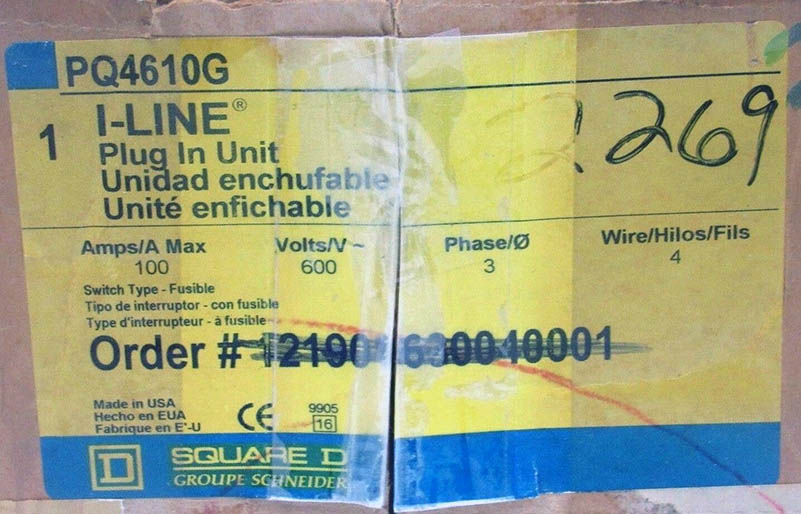 PQ4610G
1
I-LINE®
Plug In Unit
Unidad enchufable
Unité enfichable
2269
Amps/A Max Volts/V~ Phase/Ø Wire/Hilos/Fils
100 600 3 4
Switch Type - Fusible
Tipo de interruptor - con fusible
Type d'interrupteur - à fusible
Order #
Made in USA
Hecho en EUA
Fabrique en E'-U
CE
9905
16
D
SQUARE D
GROUPE SCHNEIDER